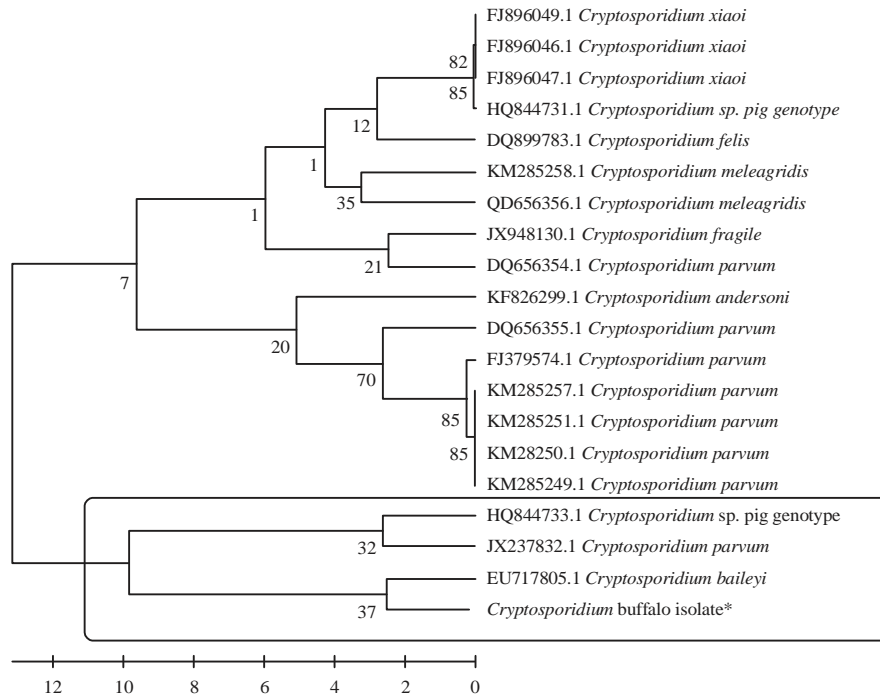 FJ896049.1 Cryptosporidium xiaoi
FJ896046.1 Cryptosporidium xiaoi
82
FJ896047.1 Cryptosporidium xiaoi
85
HQ844731.1 Cryptosporidium sp. pig genotype
12
DQ899783.1 Cryptosporidium felis
1
KM285258.1 Cryptosporidium meleagridis
35
QD656356.1 Cryptosporidium meleagridis
1
JX948130.1 Cryptosporidium fragile
21
DQ656354.1 Cryptosporidium parvum
7
KF826299.1 Cryptosporidium andersoni
20
DQ656355.1 Cryptosporidium parvum
70
FJ379574.1 Cryptosporidium parvum
KM285257.1 Cryptosporidium parvum
85
KM285251.1 Cryptosporidium parvum
85
KM28250.1 Cryptosporidium parvum
KM285249.1 Cryptosporidium parvum
HQ844733.1 Cryptosporidium sp. pig genotype
32
JX237832.1 Cryptosporidium parvum
EU717805.1 Cryptosporidium baileyi
37
Cryptosporidium buffalo isolate*
12 10 8 6 4 2 0